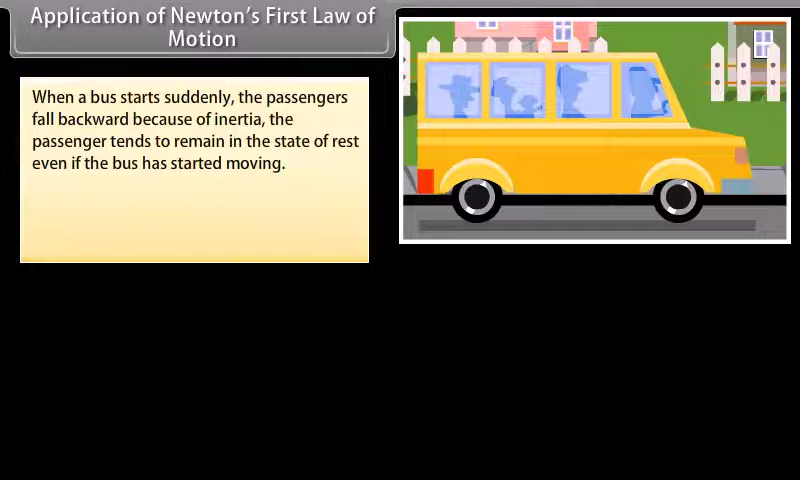 Application of Newton's First Law of
Motion
When a bus starts suddenly, the passengers
fall backward because of inertia, the
passenger tends to remain in the state of rest
even if the bus has started moving.